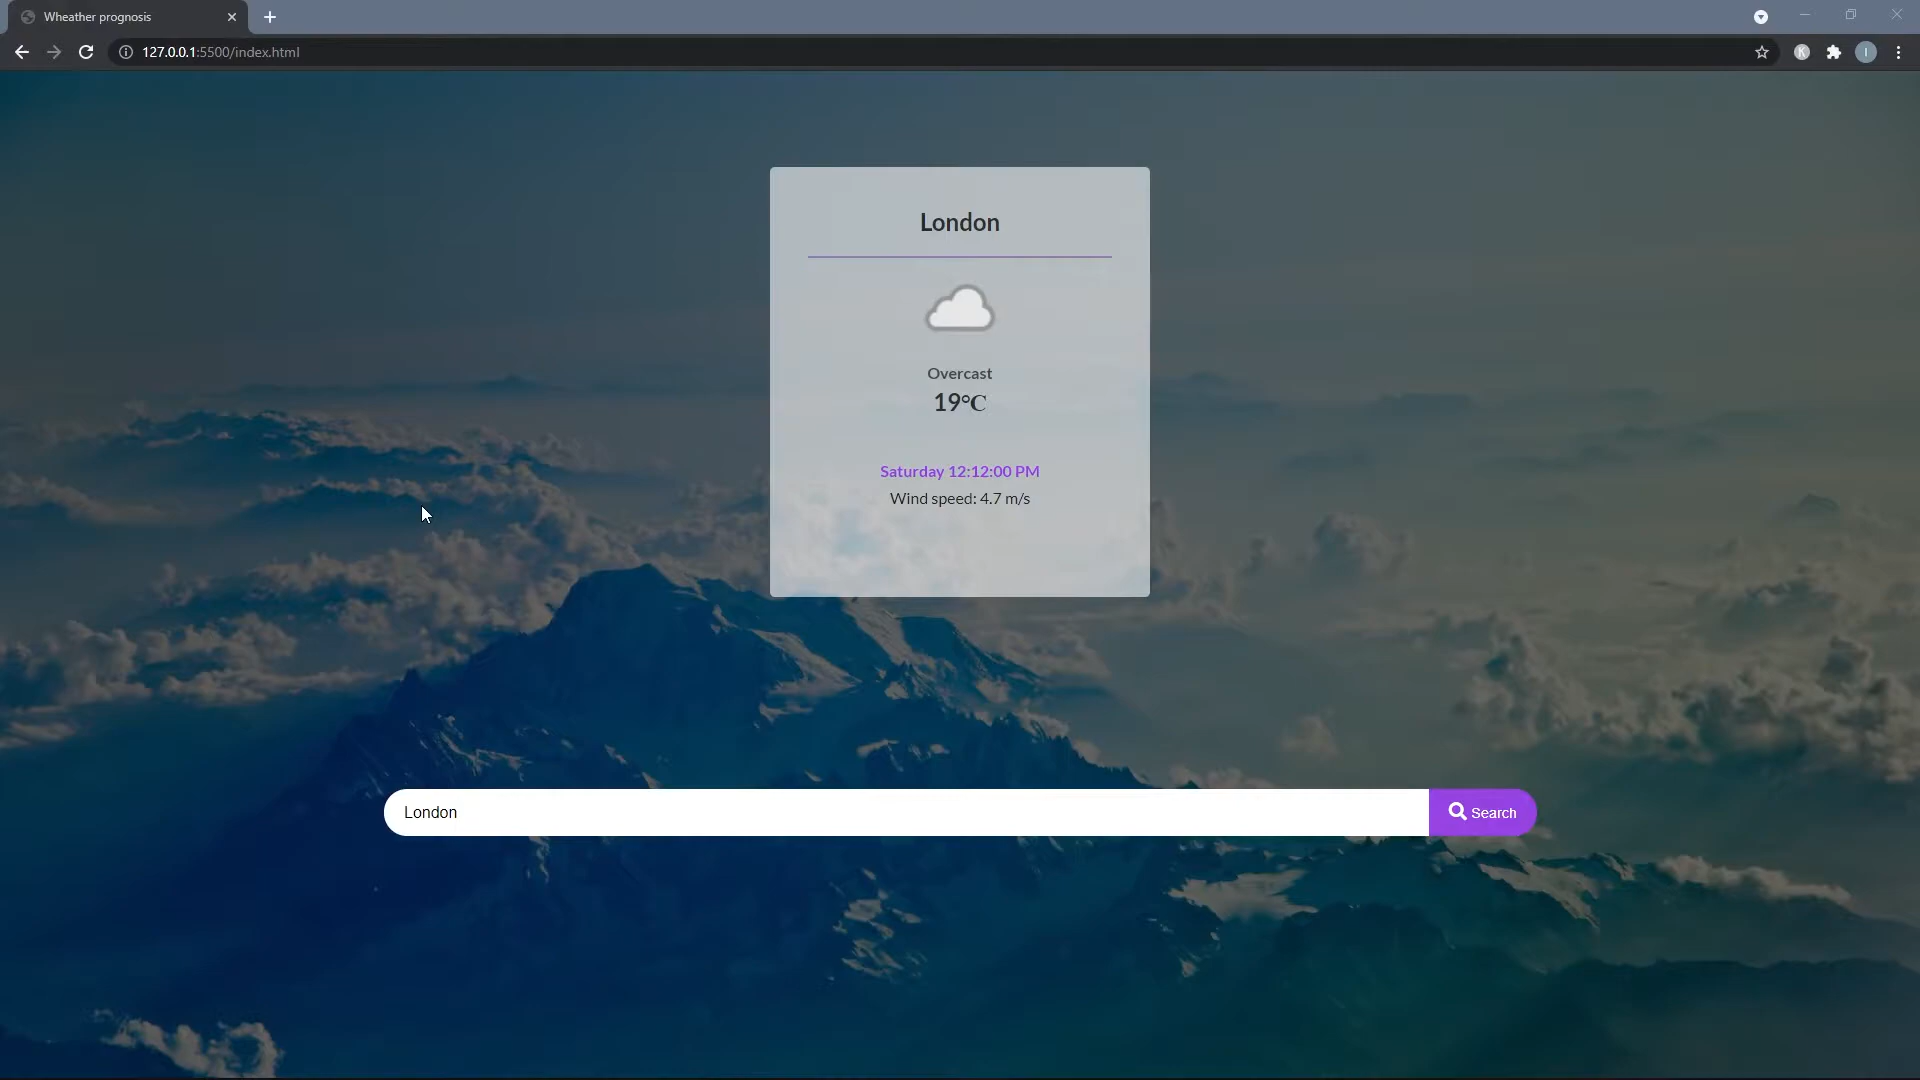 Wheather prognosis
127.0.0.1:5500/index.html
K
I
London
Overcast
19°C
Saturday 12:12:00 PM
Wind speed: 4.7 m/s
London
Search